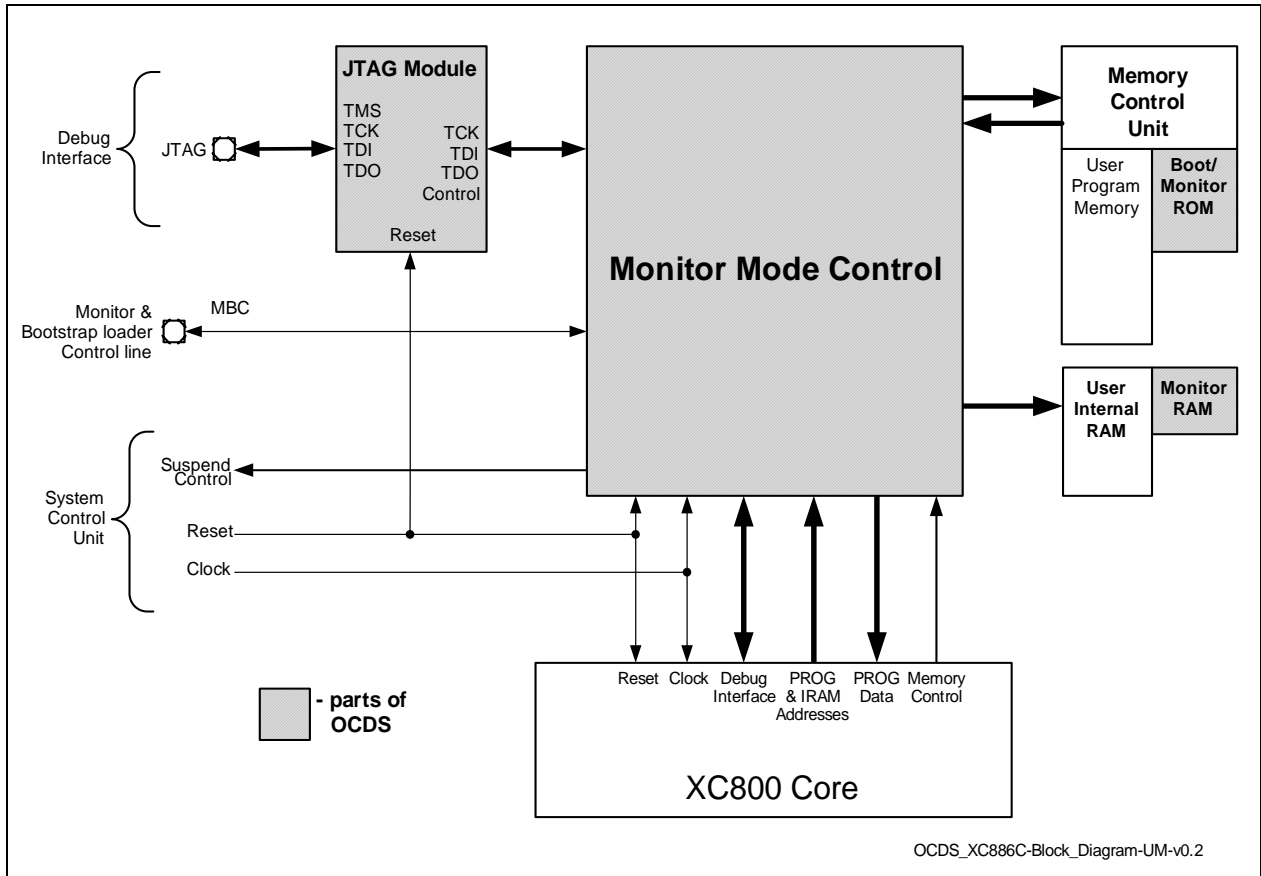 JTAG Module
TMS
TCK
TDI
TDO
TCK
TDI
TDO
Control
Reset
Debug
Interface
JTAG
Monitor Mode Control
Memory
Control
Unit
User
Program
Memory
Boot/
Monitor
ROM
Monitor &
Bootstrap loader
Control line
MBC
User
Internal
RAM
Monitor
RAM
System
Control
Unit
Suspend
Control
Reset
Clock
Reset
Clock
Debug
Interface
PROG
& IRAM
Addresses
PROG
Data
Memory
Control
- parts of
OCDS
XC800 Core
OCDS_XC886C-Block_Diagram-UM-v0.2